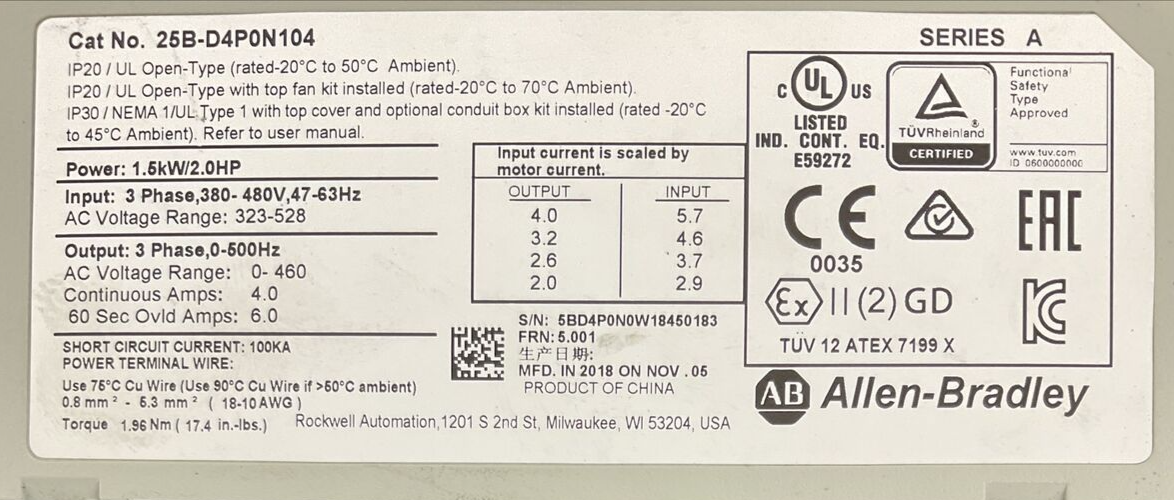 Cat No. 25B-D4P0N104
SERIES A
IP20 / UL Open-Type (rated-20°C to 50°C Ambient).
IP20 / UL Open-Type with top fan kit installed (rated-20°C to 70°C Ambient).
IP30 / NEMA 1/UL Type 1 with top cover and optional conduit box kit installed (rated -20°C
to 45°C Ambient). Refer to user manual.
Power: 1.5kW/2.0HP
Input: 3 Phase,380- 480V,47-63Hz
AC Voltage Range: 323-528
Output: 3 Phase,0-500Hz
AC Voltage Range: 0- 460
Continuous Amps: 4.0
60 Sec Ovld Amps: 6.0
SHORT CIRCUIT CURRENT: 100KA
POWER TERMINAL WIRE:
Use 75°C Cu Wire (Use 90°C Cu Wire if >50°C ambient)
0.8 mm² - 5.3 mm² ( 18-10AWG )
Torque 1.96 Nm ( 17.4 in.-lbs.)
Input current is scaled by
motor current.
OUTPUT INPUT
4.0 5.7
3.2 4.6
2.6 3.7
2.0 2.9
S/N: 5BD4P0N0W18450183
FRN: 5.001
生产日期:
MFD. IN 2018 ON NOV . 05
PRODUCT OF CHINA
Rockwell Automation,1201 S 2nd St, Milwaukee, WI 53204, USA
C UL US
LISTED
IND. CONT. EQ.
E59272
TÜVRheinland ®
CERTIFIED
Functional
Safety
Type
Approved
www.tuv.com
ID 0600000000
CE
0035
EAC
Ex II (2) GD
KC
TÜV 12 ATEX 7199 X
AB Allen-Bradley